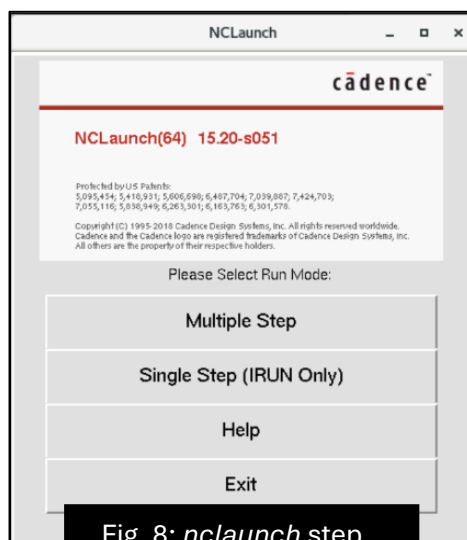 NCLaunch
cādence™
NCLaunch(64) 15.20-s051
Protected by US Patents:
5,095,454; 5,418,931; 5,606,698; 6,487,704; 7,039,887; 7,424,703;
7,055,116; 5,838,949; 6,263,301; 6,163,763; 6,301,578.
Copyright (C) 1995-2018 Cadence Design Systems, Inc. All rights reserved worldwide.
Cadence and the Cadence logo are registered trademarks of Cadence Design Systems, Inc.
All others are the property of their respective holders.
Please Select Run Mode:
Multiple Step
Single Step (IRUN Only)
Help
Exit
Fig. 8: nclaunch step